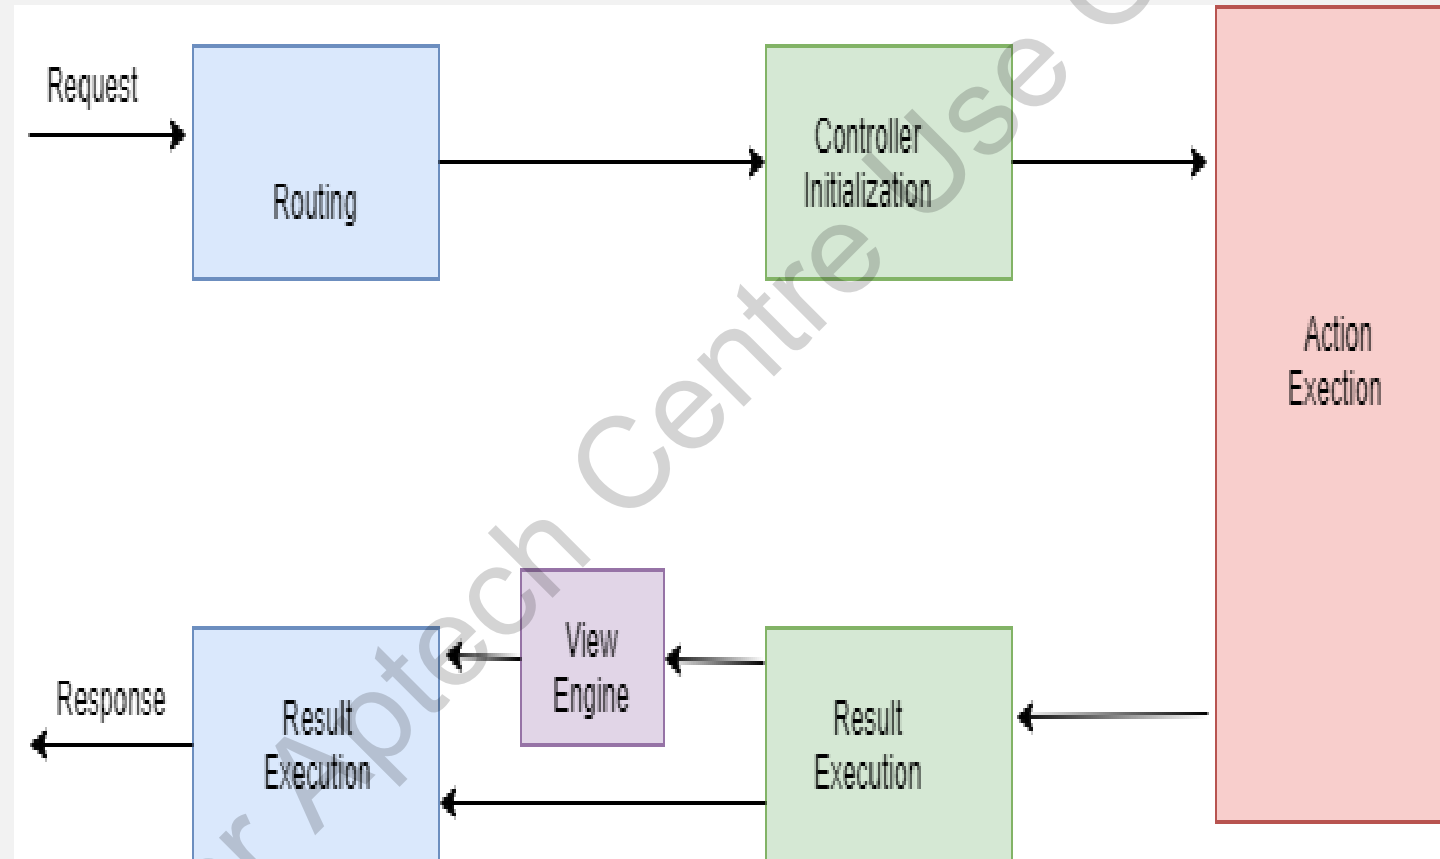 Request
Routing
Controller
Initialization
Action
Exection
View
Engine
Response
Result
Execution
Result
Execution
r Aptech Centre Use